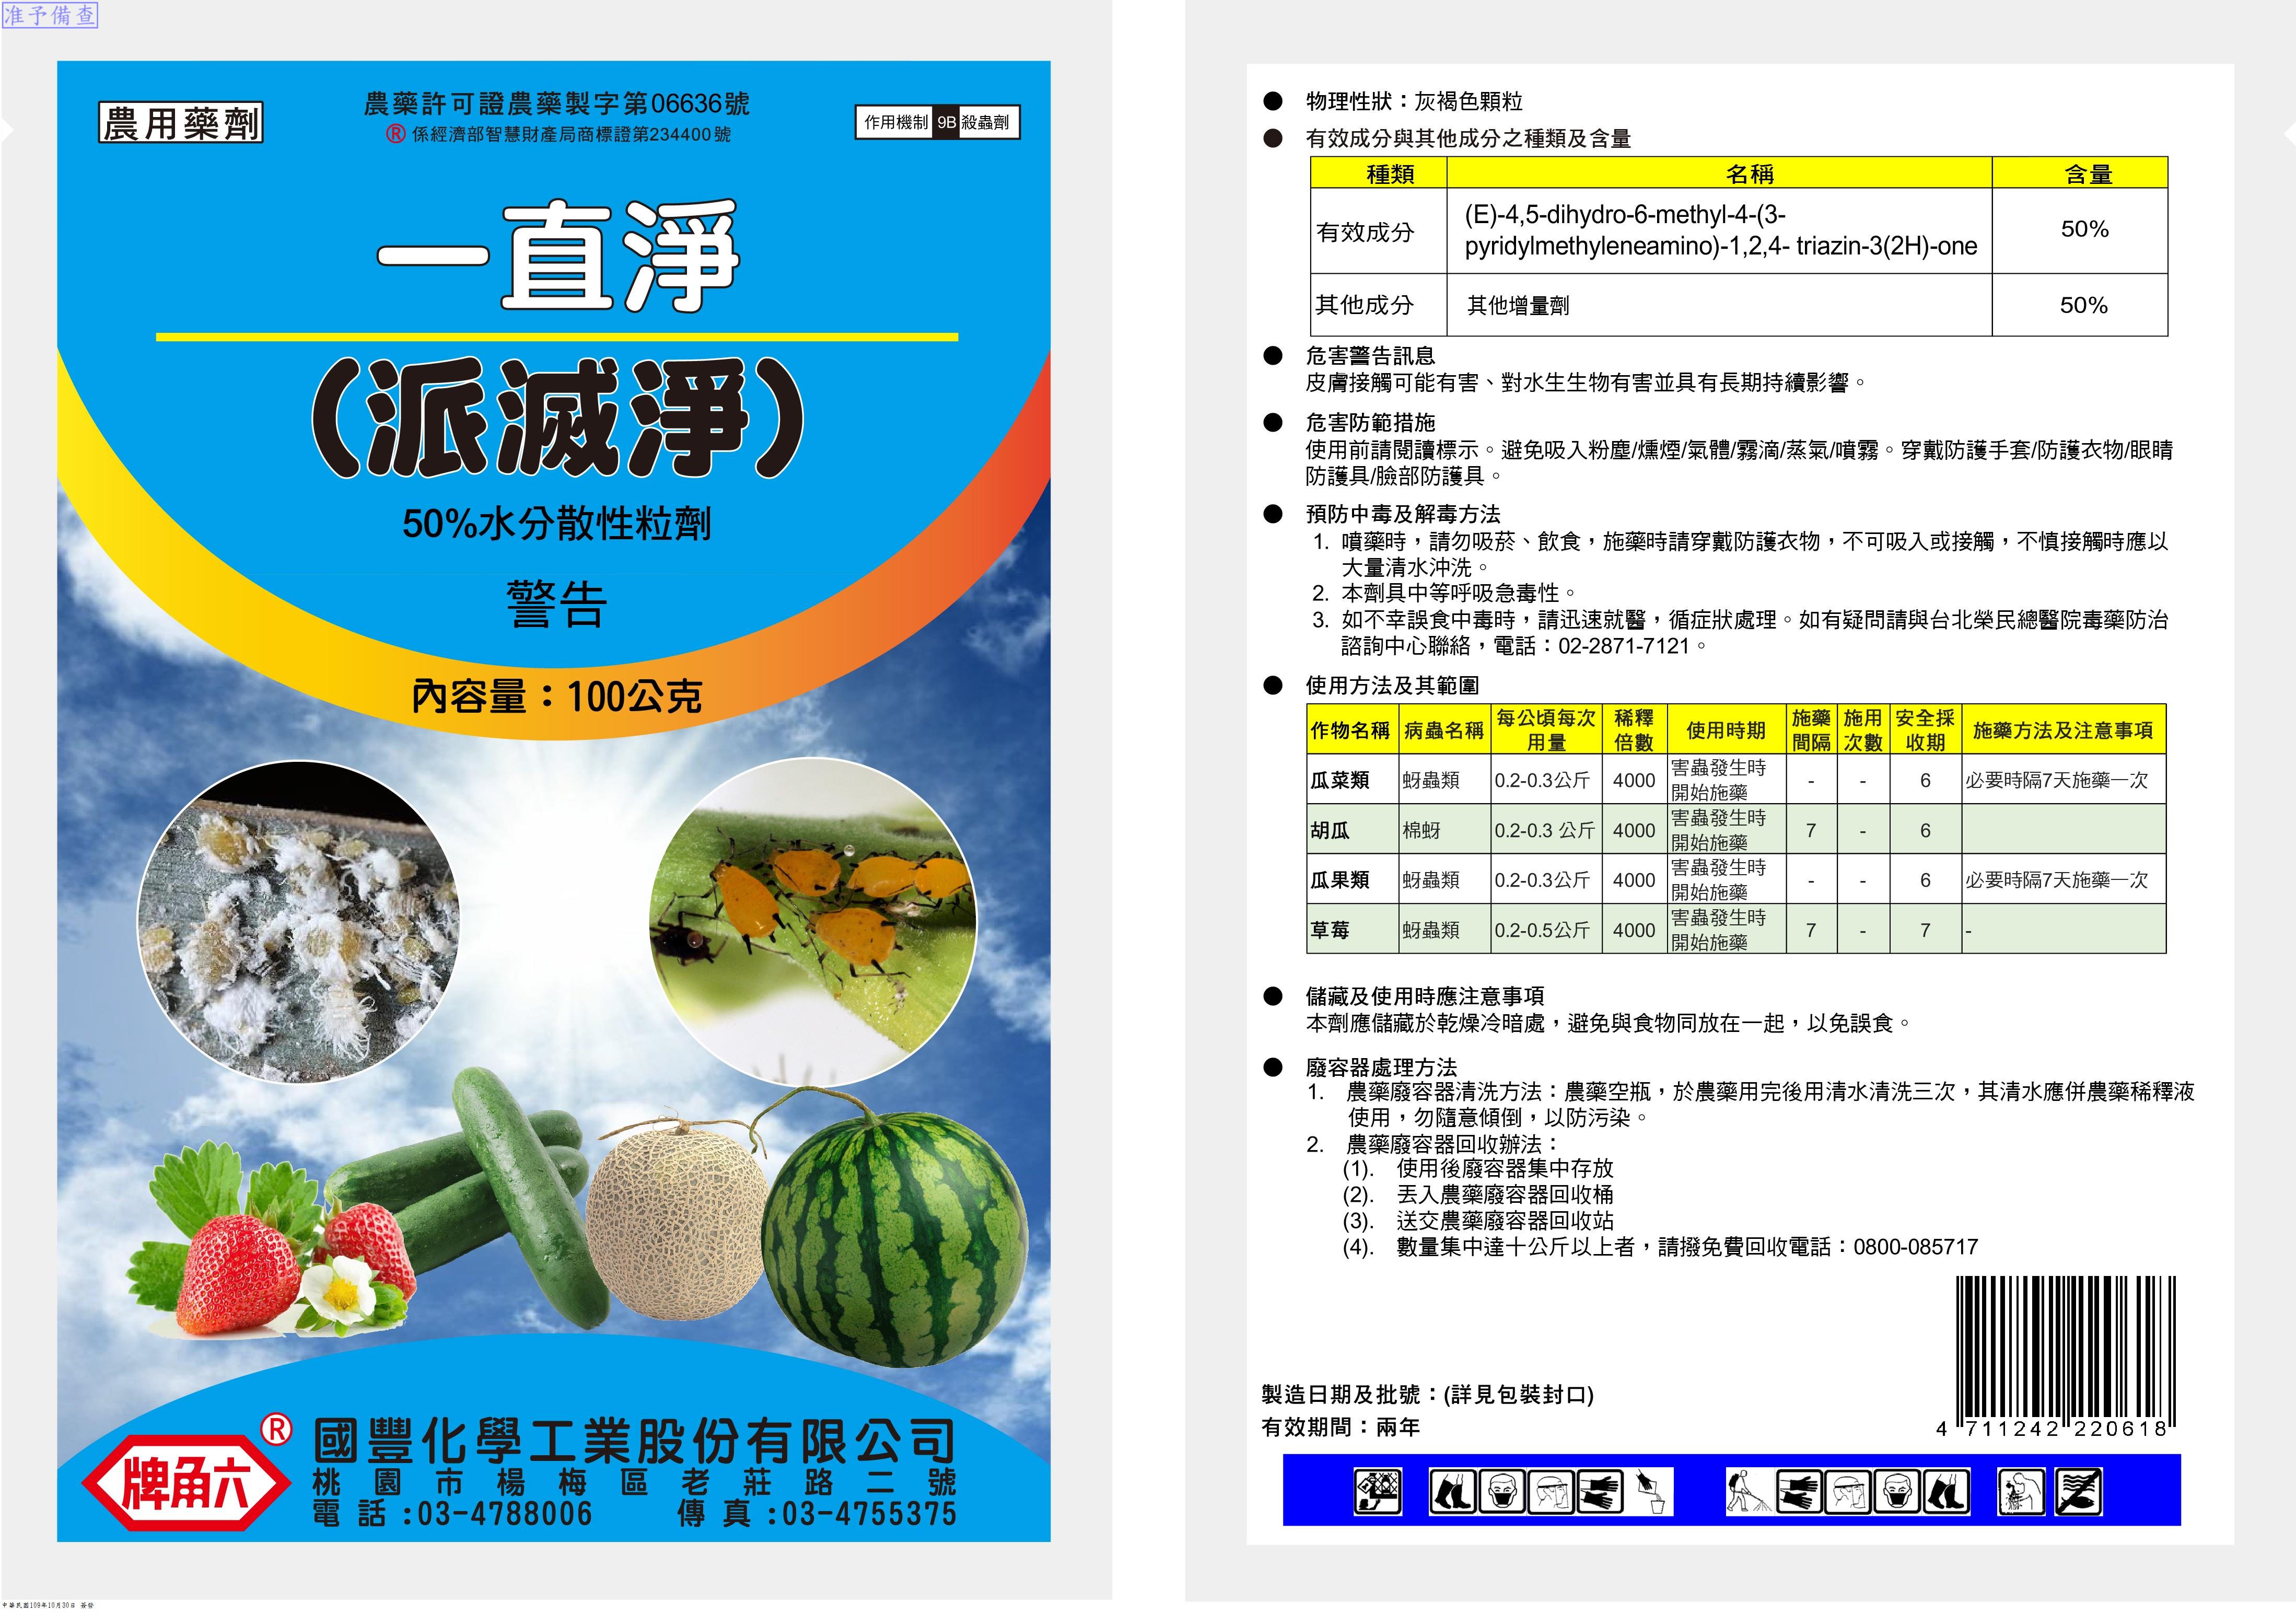 准予備查
農用藥劑
農藥許可證農藥製字第06636號
® 係經濟部智慧財產局商標證第234400號
作用機制 9B 殺蟲劑
一直淨
(派滅淨)
50%水分散性粒劑
警告
內容量：100公克
牌角六 ®
國豐化學工業股份有限公司
桃園市楊梅區老莊路二號
電話:03-4788006 傳真:03-4755375
● 物理性狀：灰褐色顆粒
● 有效成分與其他成分之種類及含量
種類 名稱 含量
有效成分 (E)-4,5-dihydro-6-methyl-4-(3-
pyridylmethyleneamino)-1,2,4- triazin-3(2H)-one 50%
其他成分 其他增量劑 50%
● 危害警告訊息
皮膚接觸可能有害、對水生生物有害並具有長期持續影響。
● 危害防範措施
使用前請閱讀標示。避免吸入粉塵/燻煙/氣體/霧滴/蒸氣/噴霧。穿戴防護手套/防護衣物/眼睛
防護具/臉部防護具。
● 預防中毒及解毒方法
1. 噴藥時，請勿吸菸、飲食，施藥時請穿戴防護衣物，不可吸入或接觸，不慎接觸時應以
大量清水沖洗。
2. 本劑具中等呼吸急毒性。
3. 如不幸誤食中毒時，請迅速就醫，循症狀處理。如有疑問請與台北榮民總醫院毒藥防治
諮詢中心聯絡，電話：02-2871-7121。
● 使用方法及其範圍
作物名稱 病蟲名稱 每公頃每次用量 稀釋倍數 使用時期 施藥間隔 施用次數 安全採收期 施藥方法及注意事項
瓜菜類 蚜蟲類 0.2-0.3公斤 4000 害蟲發生時開始施藥 - - 6 必要時隔7天施藥一次
胡瓜 棉蚜 0.2-0.3 公斤 4000 害蟲發生時開始施藥 7 - 6
瓜果類 蚜蟲類 0.2-0.3公斤 4000 害蟲發生時開始施藥 - - 6 必要時隔7天施藥一次
草莓 蚜蟲類 0.2-0.5公斤 4000 害蟲發生時開始施藥 7 - 7 -
● 儲藏及使用時應注意事項
本劑應儲藏於乾燥冷暗處，避免與食物同放在一起，以免誤食。
● 廢容器處理方法
1. 農藥廢容器清洗方法：農藥空瓶，於農藥用完後用清水清洗三次，其清水應併農藥稀釋液
使用，勿隨意傾倒，以防污染。
2. 農藥廢容器回收辦法：
(1). 使用後廢容器集中存放
(2). 丟入農藥廢容器回收桶
(3). 送交農藥廢容器回收站
(4). 數量集中達十公斤以上者，請撥免費回收電話：0800-085717
製造日期及批號：(詳見包裝封口)
有效期間：兩年
4 711242 220618
中華民國109年10月30日 簽發